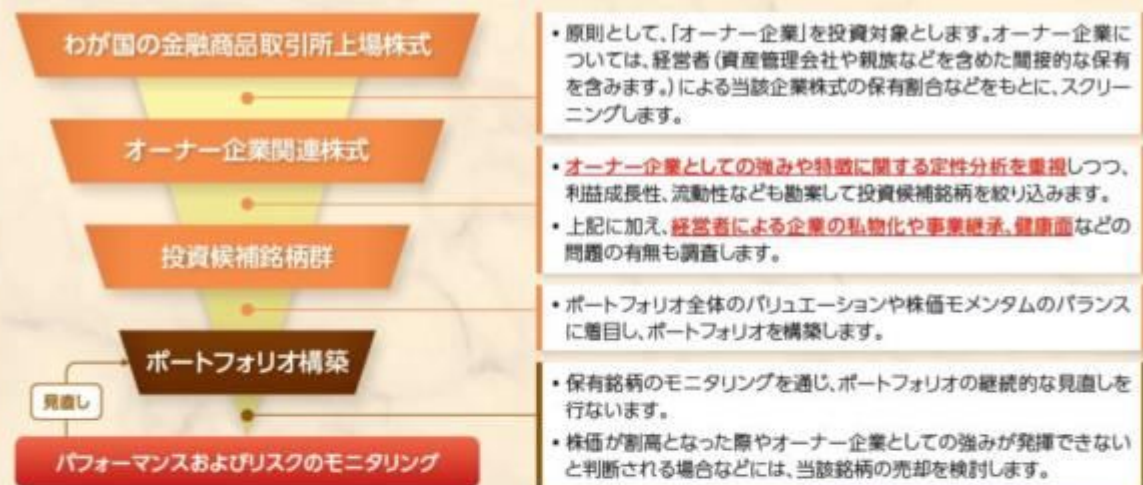 わが国の金融商品取引所上場株式
• 原則として、「オーナー企業」を投資対象とします。オーナー企業に
ついては、経営者(資産管理会社や親族などを含めた間接的な保有
を含みます。)による当該企業株式の保有割合などをもとに、スクリー
ニングします。
オーナー企業関連株式
• オーナー企業としての強みや特徴に関する定性分析を重視しつつ、
利益成長性、流動性なども勘案して投資候補銘柄を絞り込みます。
• 上記に加え、経営者による企業の私物化や事業継承、健康面などの
問題の有無も調査します。
投資候補銘柄群
• ポートフォリオ全体のバリュエーションや株価モメンタムのバランス
に着目し、ポートフォリオを構築します。
ポートフォリオ構築
見直し
• 保有銘柄のモニタリングを通じ、ポートフォリオの継続的な見直しを
行ないます。
• 株価が割高となった際やオーナー企業としての強みが発揮できない
と判断される場合などには、当該銘柄の売却を検討します。
パフォーマンスおよびリスクのモニタリング